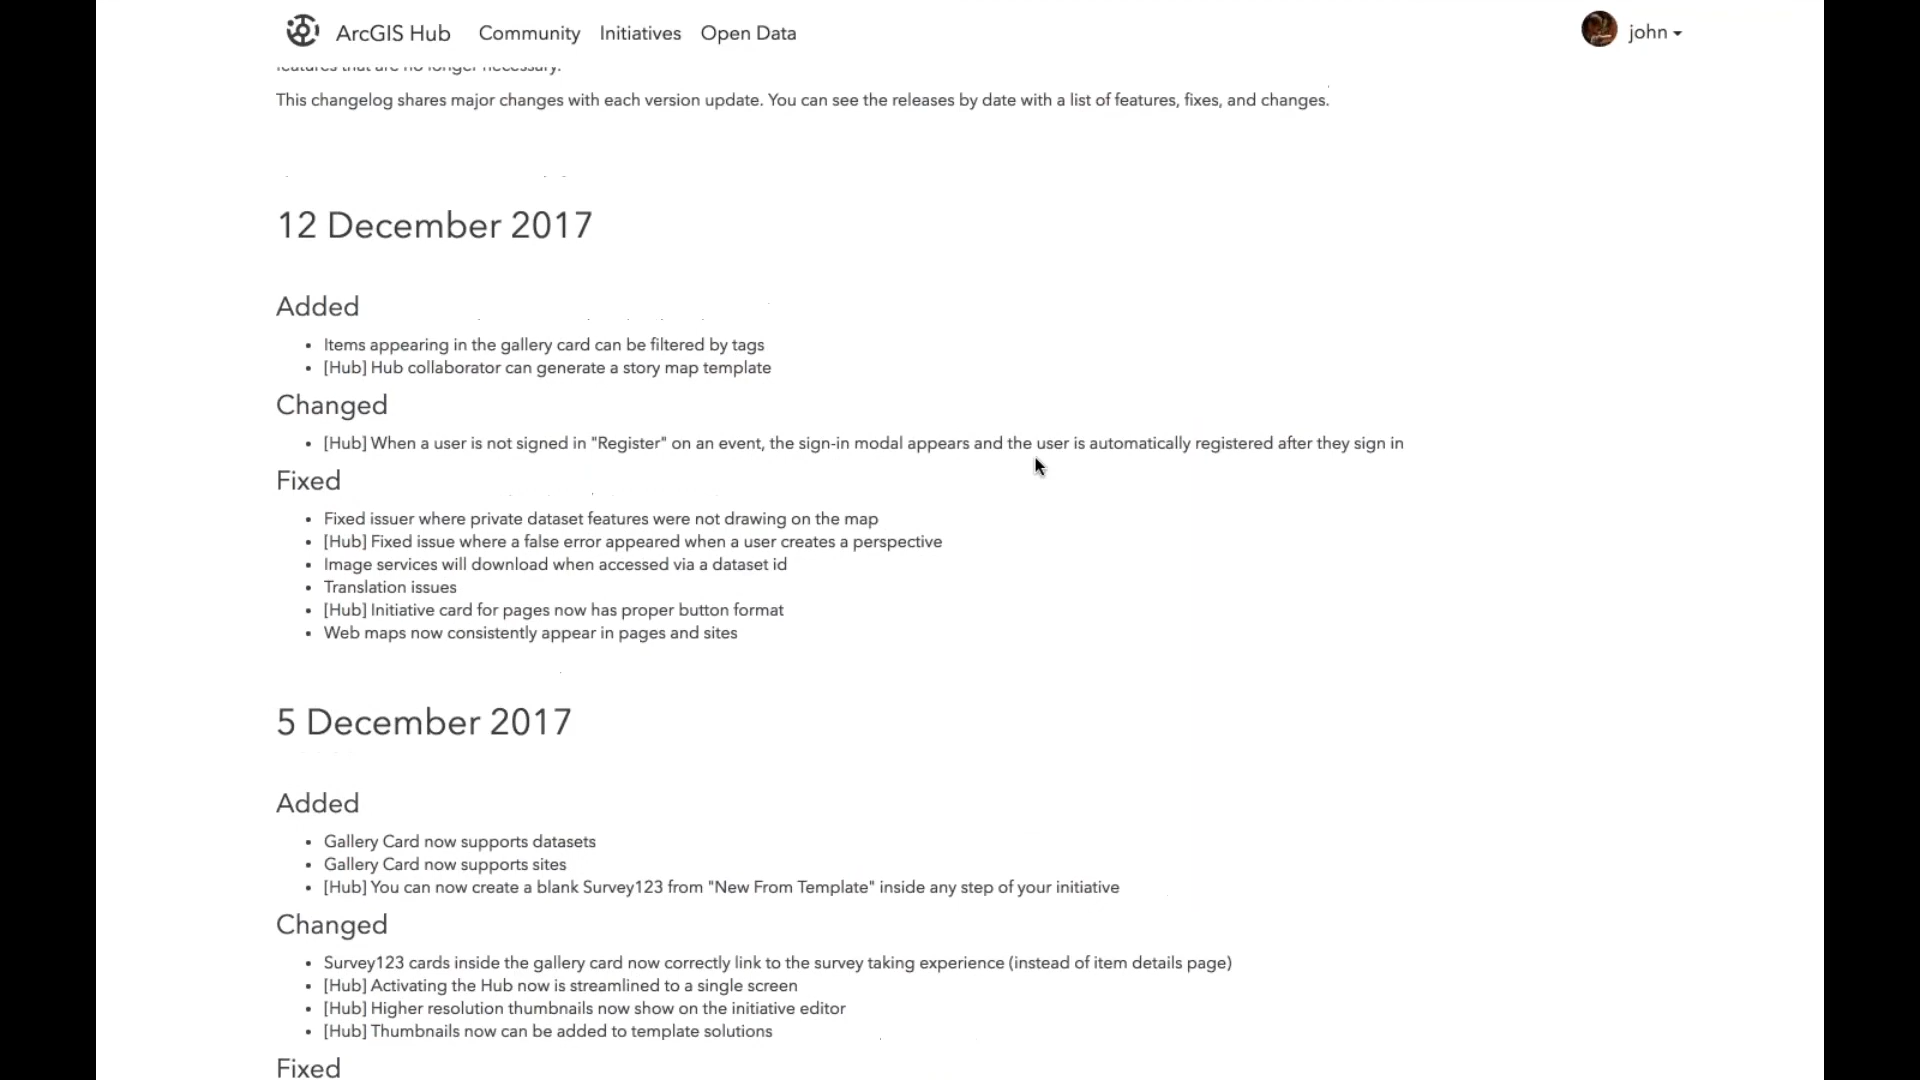 ArcGIS Hub Community Initiatives Open Data john
features that are no longer necessary.
This changelog shares major changes with each version update. You can see the releases by date with a list of features, fixes, and changes.
12 December 2017
Added
• Items appearing in the gallery card can be filtered by tags
• [Hub] Hub collaborator can generate a story map template
Changed
• [Hub] When a user is not signed in "Register" on an event, the sign-in modal appears and the user is automatically registered after they sign in
Fixed
• Fixed issuer where private dataset features were not drawing on the map
• [Hub] Fixed issue where a false error appeared when a user creates a perspective
• Image services will download when accessed via a dataset id
• Translation issues
• [Hub] Initiative card for pages now has proper button format
• Web maps now consistently appear in pages and sites
5 December 2017
Added
• Gallery Card now supports datasets
• Gallery Card now supports sites
• [Hub] You can now create a blank Survey123 from "New From Template" inside any step of your initiative
Changed
• Survey123 cards inside the gallery card now correctly link to the survey taking experience (instead of item details page)
• [Hub] Activating the Hub now is streamlined to a single screen
• [Hub] Higher resolution thumbnails now show on the initiative editor
• [Hub] Thumbnails now can be added to template solutions
Fixed